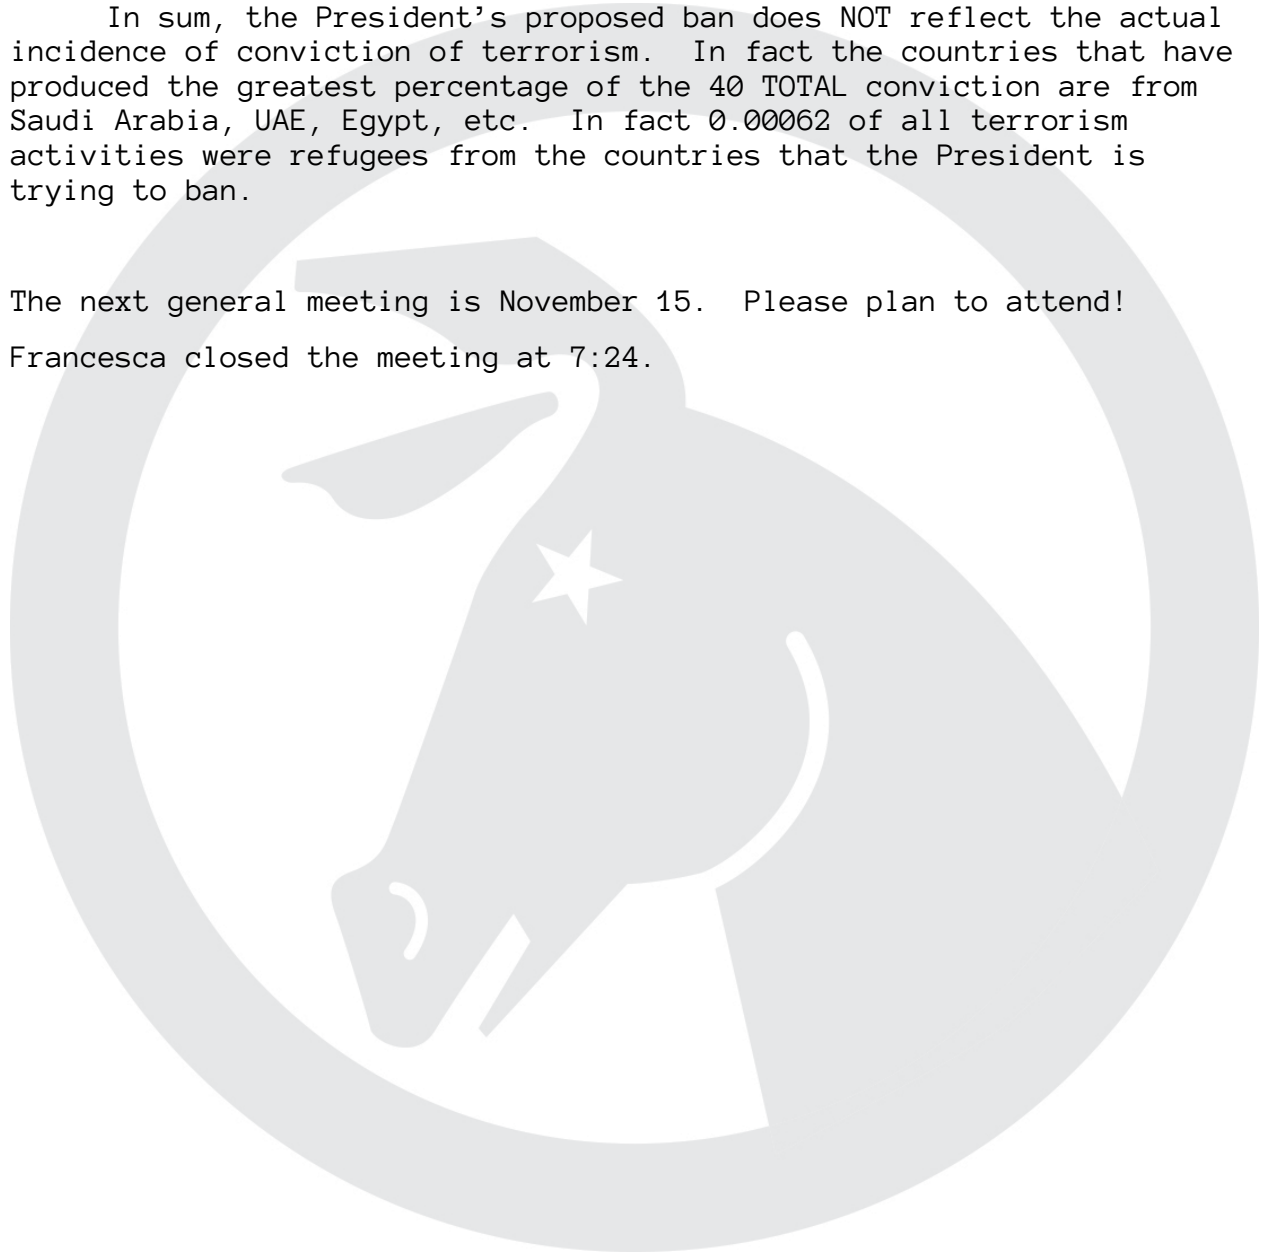 In sum, the President’s proposed ban does NOT reflect the actual
incidence of conviction of terrorism.  In fact the countries that have
produced the greatest percentage of the 40 TOTAL conviction are from
Saudi Arabia, UAE, Egypt, etc.  In fact 0.00062 of all terrorism
activities were refugees from the countries that the President is
trying to ban.
The next general meeting is November 15.  Please plan to attend!
Francesca closed the meeting at 7:24.